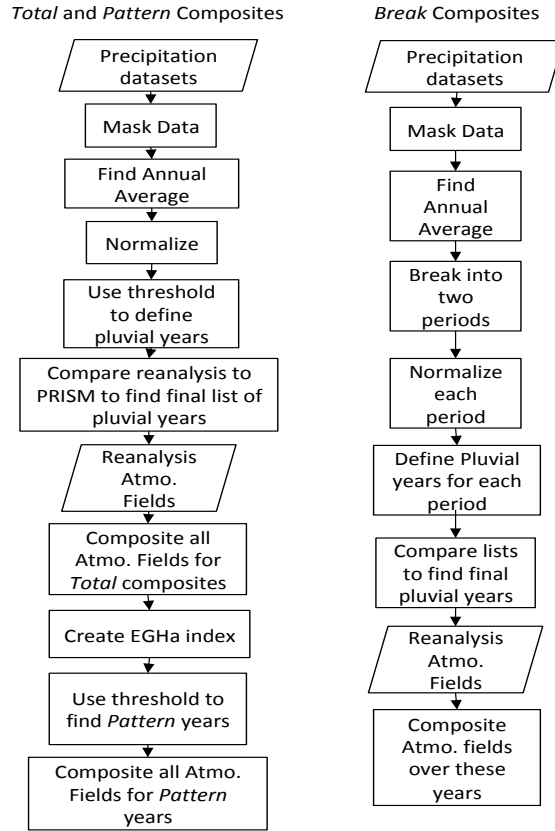 Total and Pattern Composites
Precipitation
datasets
Mask Data
Find Annual
Average
Normalize
Use threshold
to define
pluvial years
Compare reanalysis to
PRISM to find final list of
pluvial years
Reanalysis
Atmo.
Fields
Composite all
Atmo. Fields for
Total composites
Create EGHa index
Use threshold to
find Pattern years
Composite all Atmo.
Fields for Pattern
years
Break Composites
Precipitation
datasets
Mask Data
Find
Annual
Average
Break into
two
periods
Normalize
each
period
Define Pluvial
years for each
period
Compare lists
to find final
pluvial years
Reanalysis
Atmo.
Fields
Composite
Atmo. fields
over these
years